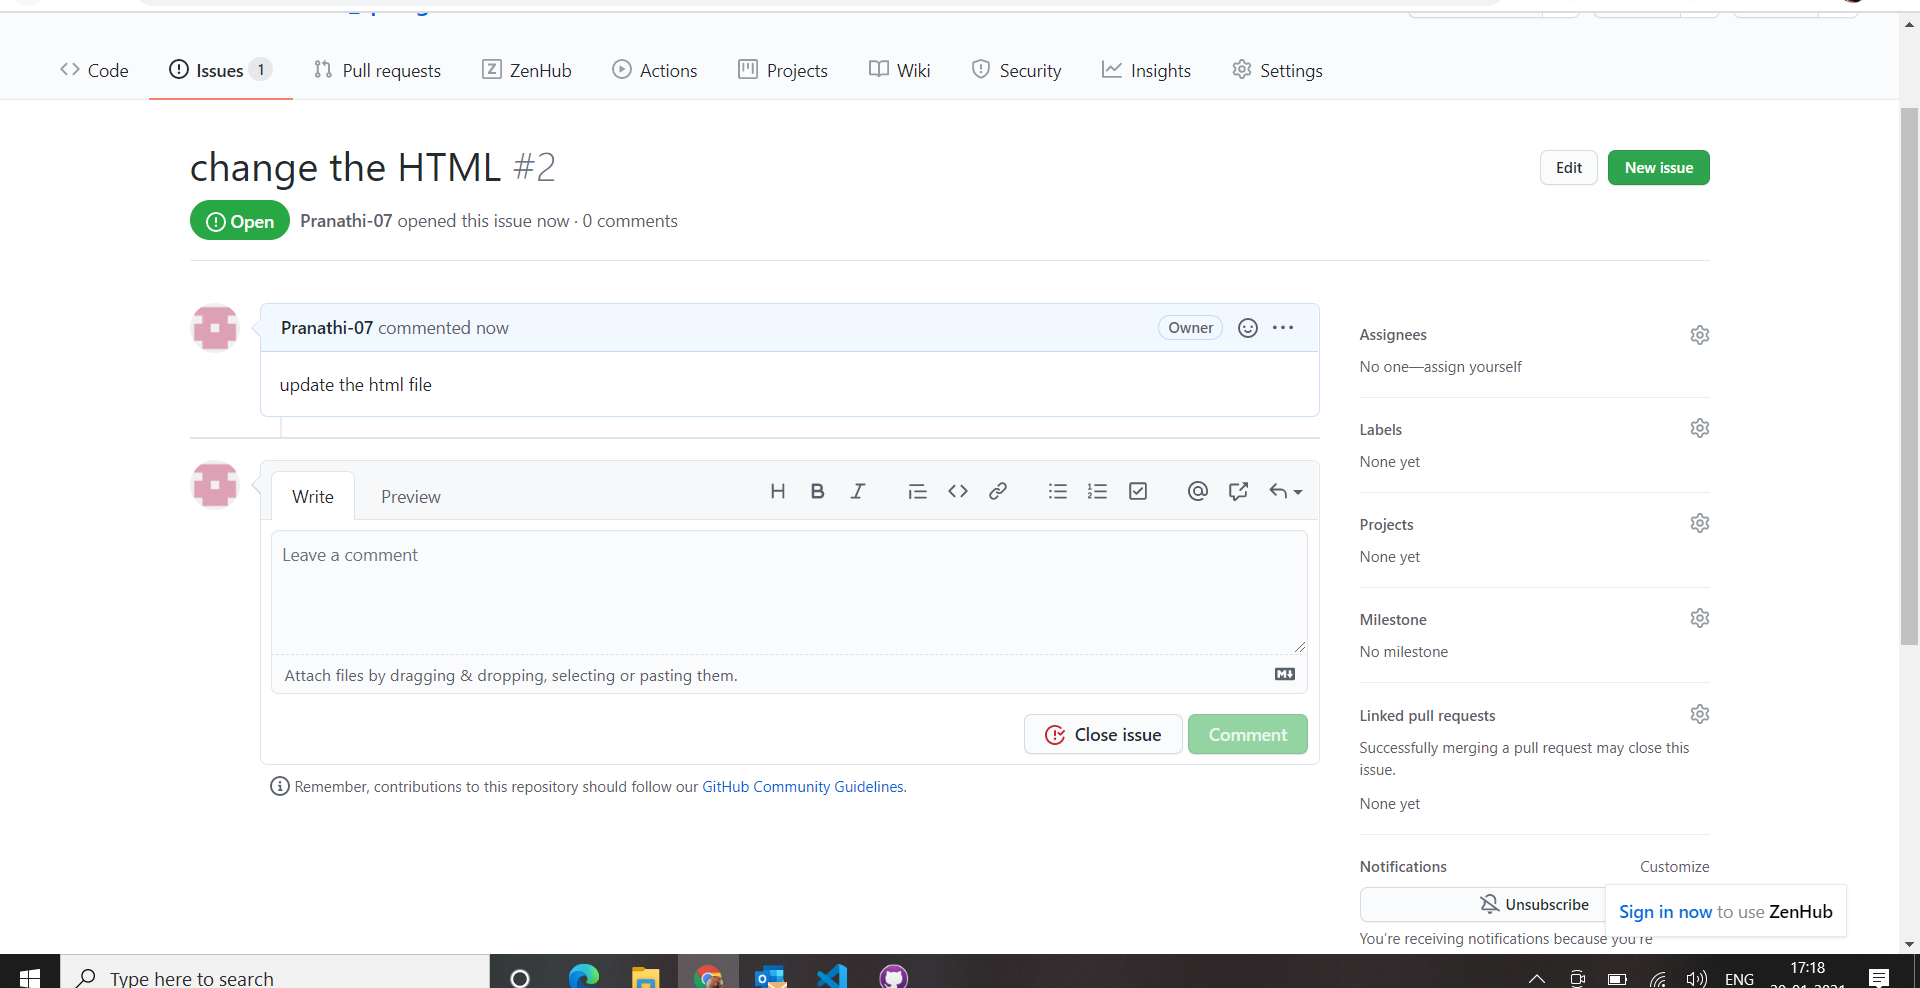 Code
Issues 1
Pull requests
ZenHub
Actions
Projects
Wiki
Security
Insights
Settings
change the HTML #2
Edit
New issue
Open
Pranathi-07 opened this issue now · 0 comments
Pranathi-07 commented now
Owner
update the html file
Write
Preview
Leave a comment
Attach files by dragging & dropping, selecting or pasting them.
Close issue
Comment
Remember, contributions to this repository should follow our GitHub Community Guidelines.
Assignees
No one—assign yourself
Labels
None yet
Projects
None yet
Milestone
No milestone
Linked pull requests
Successfully merging a pull request may close this
issue.
None yet
Notifications
Customize
Unsubscribe
Sign in now to use ZenHub
You're receiving notifications because you're
Type here to search
ENG
17:18